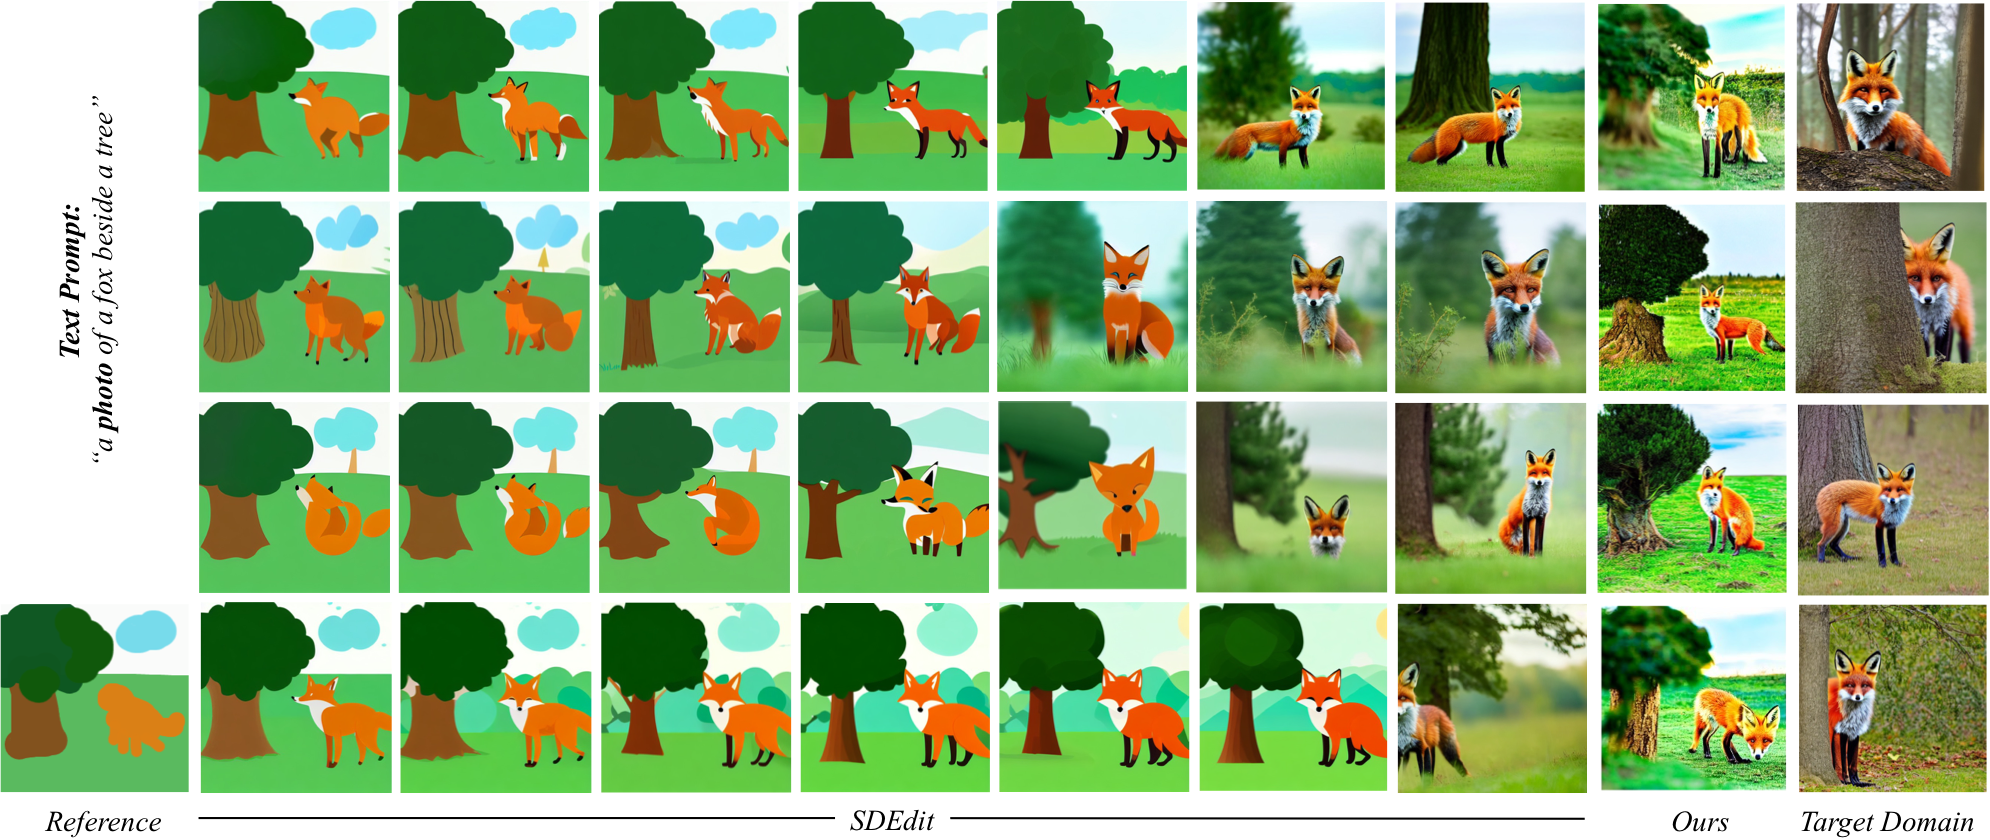 Text Prompt:
“a photo of a fox beside a tree”
Reference
SDEdit
Ours
Target Domain